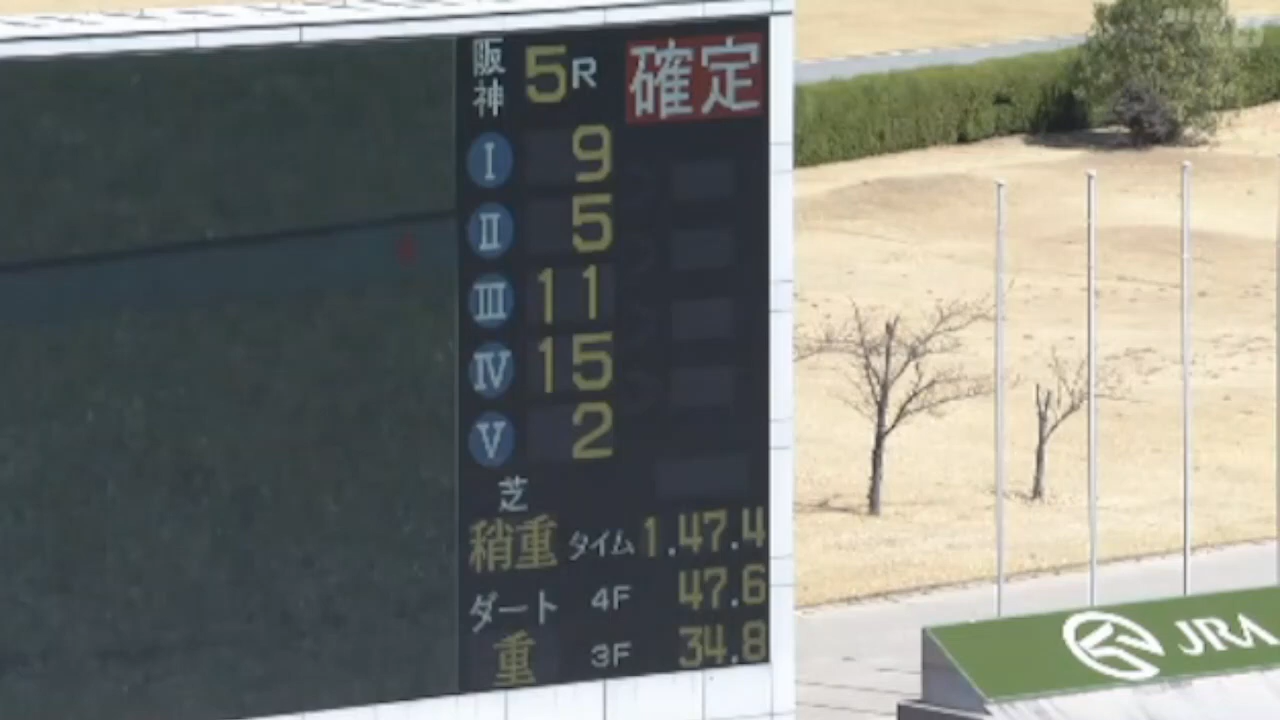 阪神 5R 確定
I 9
II 5
III 11
IV 15
V 2
芝
稍重 タイム 1.47.4
ダート 4F 47.6
重 3F 34.8
JRA